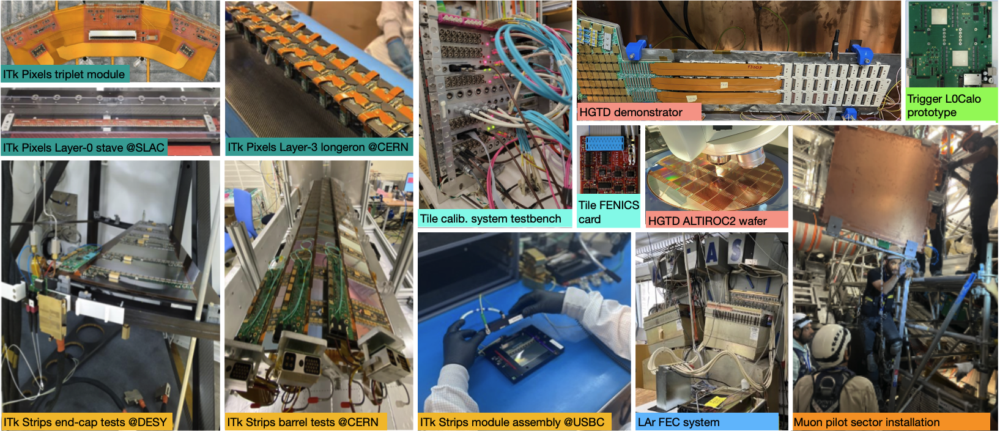 ITk Pixels triplet module
ITk Pixels Layer-0 stave @SLAC
ITk Pixels Layer-3 longeron @CERN
Tile calib. system testbench
HGTD demonstrator
Trigger L0Calo
prototype
Tile FENICS
card
HGTD ALTIROC2 wafer
ITk Strips end-cap tests @DESY
ITk Strips barrel tests @CERN
ITk Strips module assembly @USBC
A S
LAr FEC system
Muon pilot sector installation